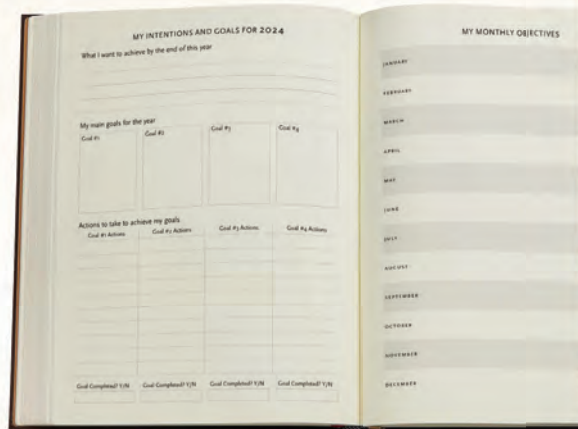 MY INTENTIONS AND GOALS FOR 2024
What I want to achieve by the end of this year
My main goals for the year
Goal #1 Goal #2 Goal #3 Goal #4
Actions to take to achieve my goals
Goal #1 Actions Goal #2 Actions Goal #3 Actions Goal #4 Actions
Goal Completed? Y/N Goal Completed? Y/N Goal Completed? Y/N Goal Completed? Y/N
MY MONTHLY OBJECTIVES
JANUARY
FEBRUARY
MARCH
APRIL
MAY
JUNE
JULY
AUGUST
SEPTEMBER
OCTOBER
NOVEMBER
DECEMBER